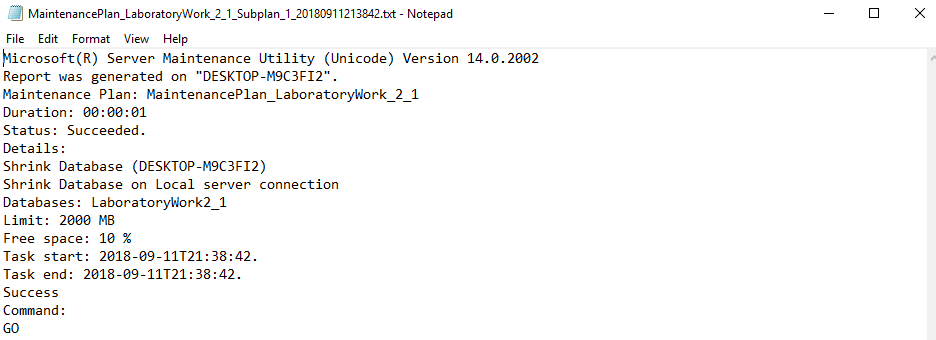 MaintenancePlan_LaboratoryWork_2_1_Subplan_1_20180911213842.txt - Notepad
File Edit Format View Help
Microsoft(R) Server Maintenance Utility (Unicode) Version 14.0.2002
Report was generated on "DESKTOP-M9C3FI2".
Maintenance Plan: MaintenancePlan_LaboratoryWork_2_1
Duration: 00:00:01
Status: Succeeded.
Details:
Shrink Database (DESKTOP-M9C3FI2)
Shrink Database on Local server connection
Databases: LaboratoryWork2_1
Limit: 2000 MB
Free space: 10 %
Task start: 2018-09-11T21:38:42.
Task end: 2018-09-11T21:38:42.
Success
Command:
GO